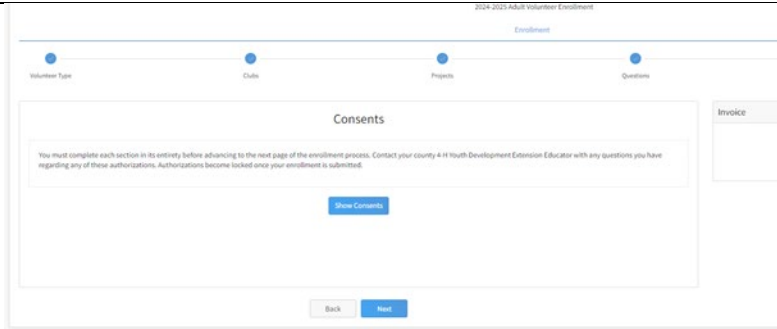 2024-2025 Adult Volunteer Enrollment
Enrollment
Volunteer Type
Clubs
Projects
Questions
Consents
Invoice
You must complete each section in its entirety before advancing to the next page of the enrollment process. Contact your county 4-H Youth Development Extension Educator with any questions you have
regarding any of these authorizations. Authorizations become locked once your enrollment is submitted.
Show Consents
Back
Next